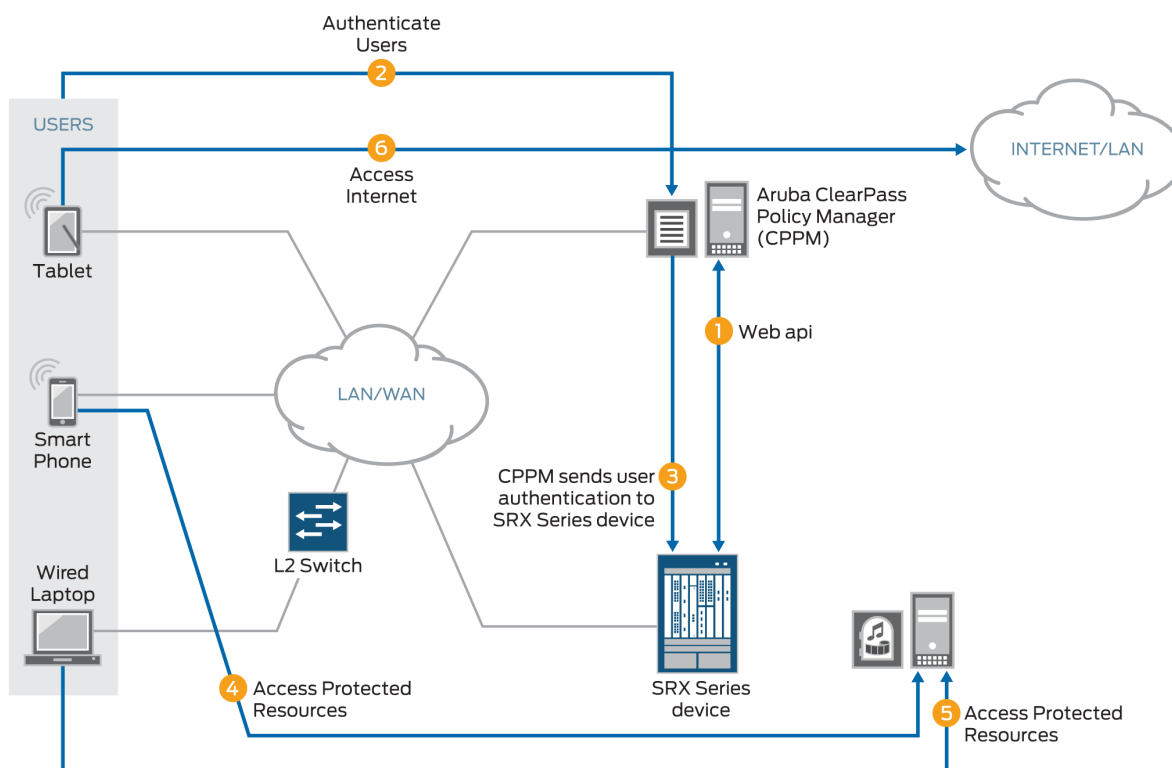 Authenticate
Users
2
USERS
6
Access
Internet
INTERNET/LAN
Aruba ClearPass
Policy Manager
(CPPM)
Tablet
1 Web api
LAN/WAN
Smart
Phone
CPPM sends user
authentication to
SRX Series device
3
L2 Switch
Wired
Laptop
SRX Series
device
4 Access Protected
Resources
5 Access Protected
Resources